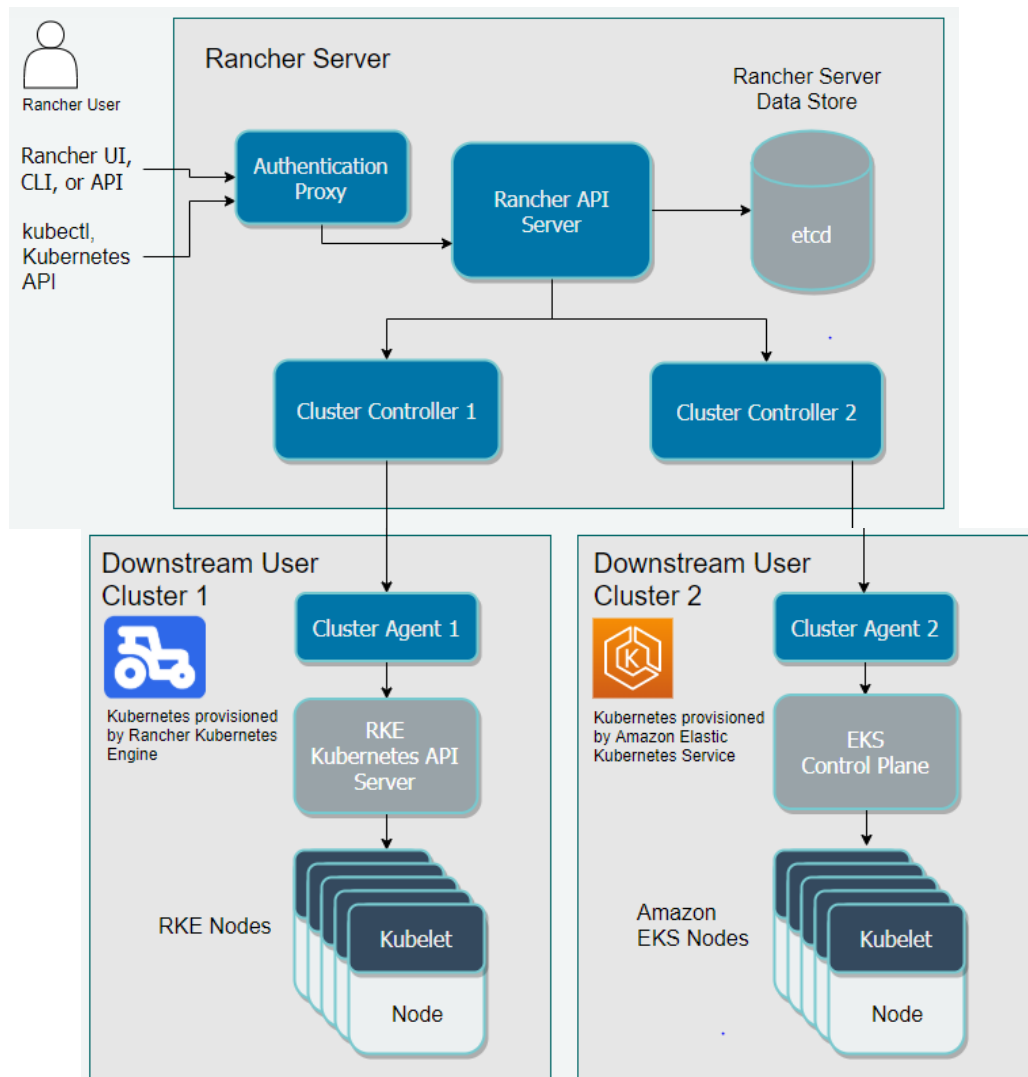 Rancher Server
Rancher User
Rancher Server
Data Store
Rancher UI,
CLI, or API
Authentication
Proxy
Rancher API
Server
etcd
kubectl,
Kubernetes
API
Cluster Controller 1
Cluster Controller 2
Downstream User
Cluster 1
Cluster Agent 1
Kubernetes provisioned
by Rancher Kubernetes
Engine
RKE
Kubernetes API
Server
RKE Nodes
Kubelet
Node
Downstream User
Cluster 2
Cluster Agent 2
K
Kubernetes provisioned
by Amazon Elastic
Kubernetes Service
EKS
Control Plane
Amazon
EKS Nodes
Kubelet
Node